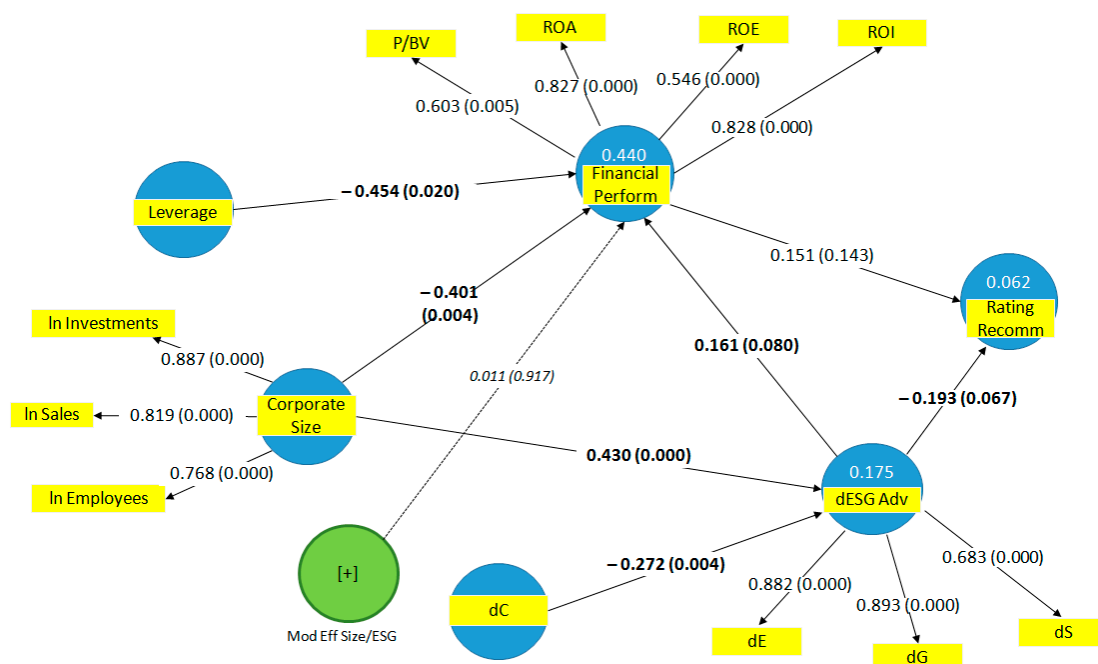 ROA
ROE
ROI
P/BV
0.827 (0.000)
0.546 (0.000)
0.603 (0.005)
0.828 (0.000)
0.440
Financial
Perform
Leverage
– 0.454 (0.020)
0.151 (0.143)
0.062
Rating
Recomm
– 0.401
(0.004)
ln Investments
0.887 (0.000)
0.161 (0.080)
0.011 (0.917)
– 0.193 (0.067)
ln Sales
0.819 (0.000)
Corporate
Size
0.430 (0.000)
0.768 (0.000)
ln Employees
0.175
dESG Adv
[+]
Mod Eff Size/ESG
– 0.272 (0.004)
dC
0.683 (0.000)
0.882 (0.000)
0.893 (0.000)
dE
dG
dS